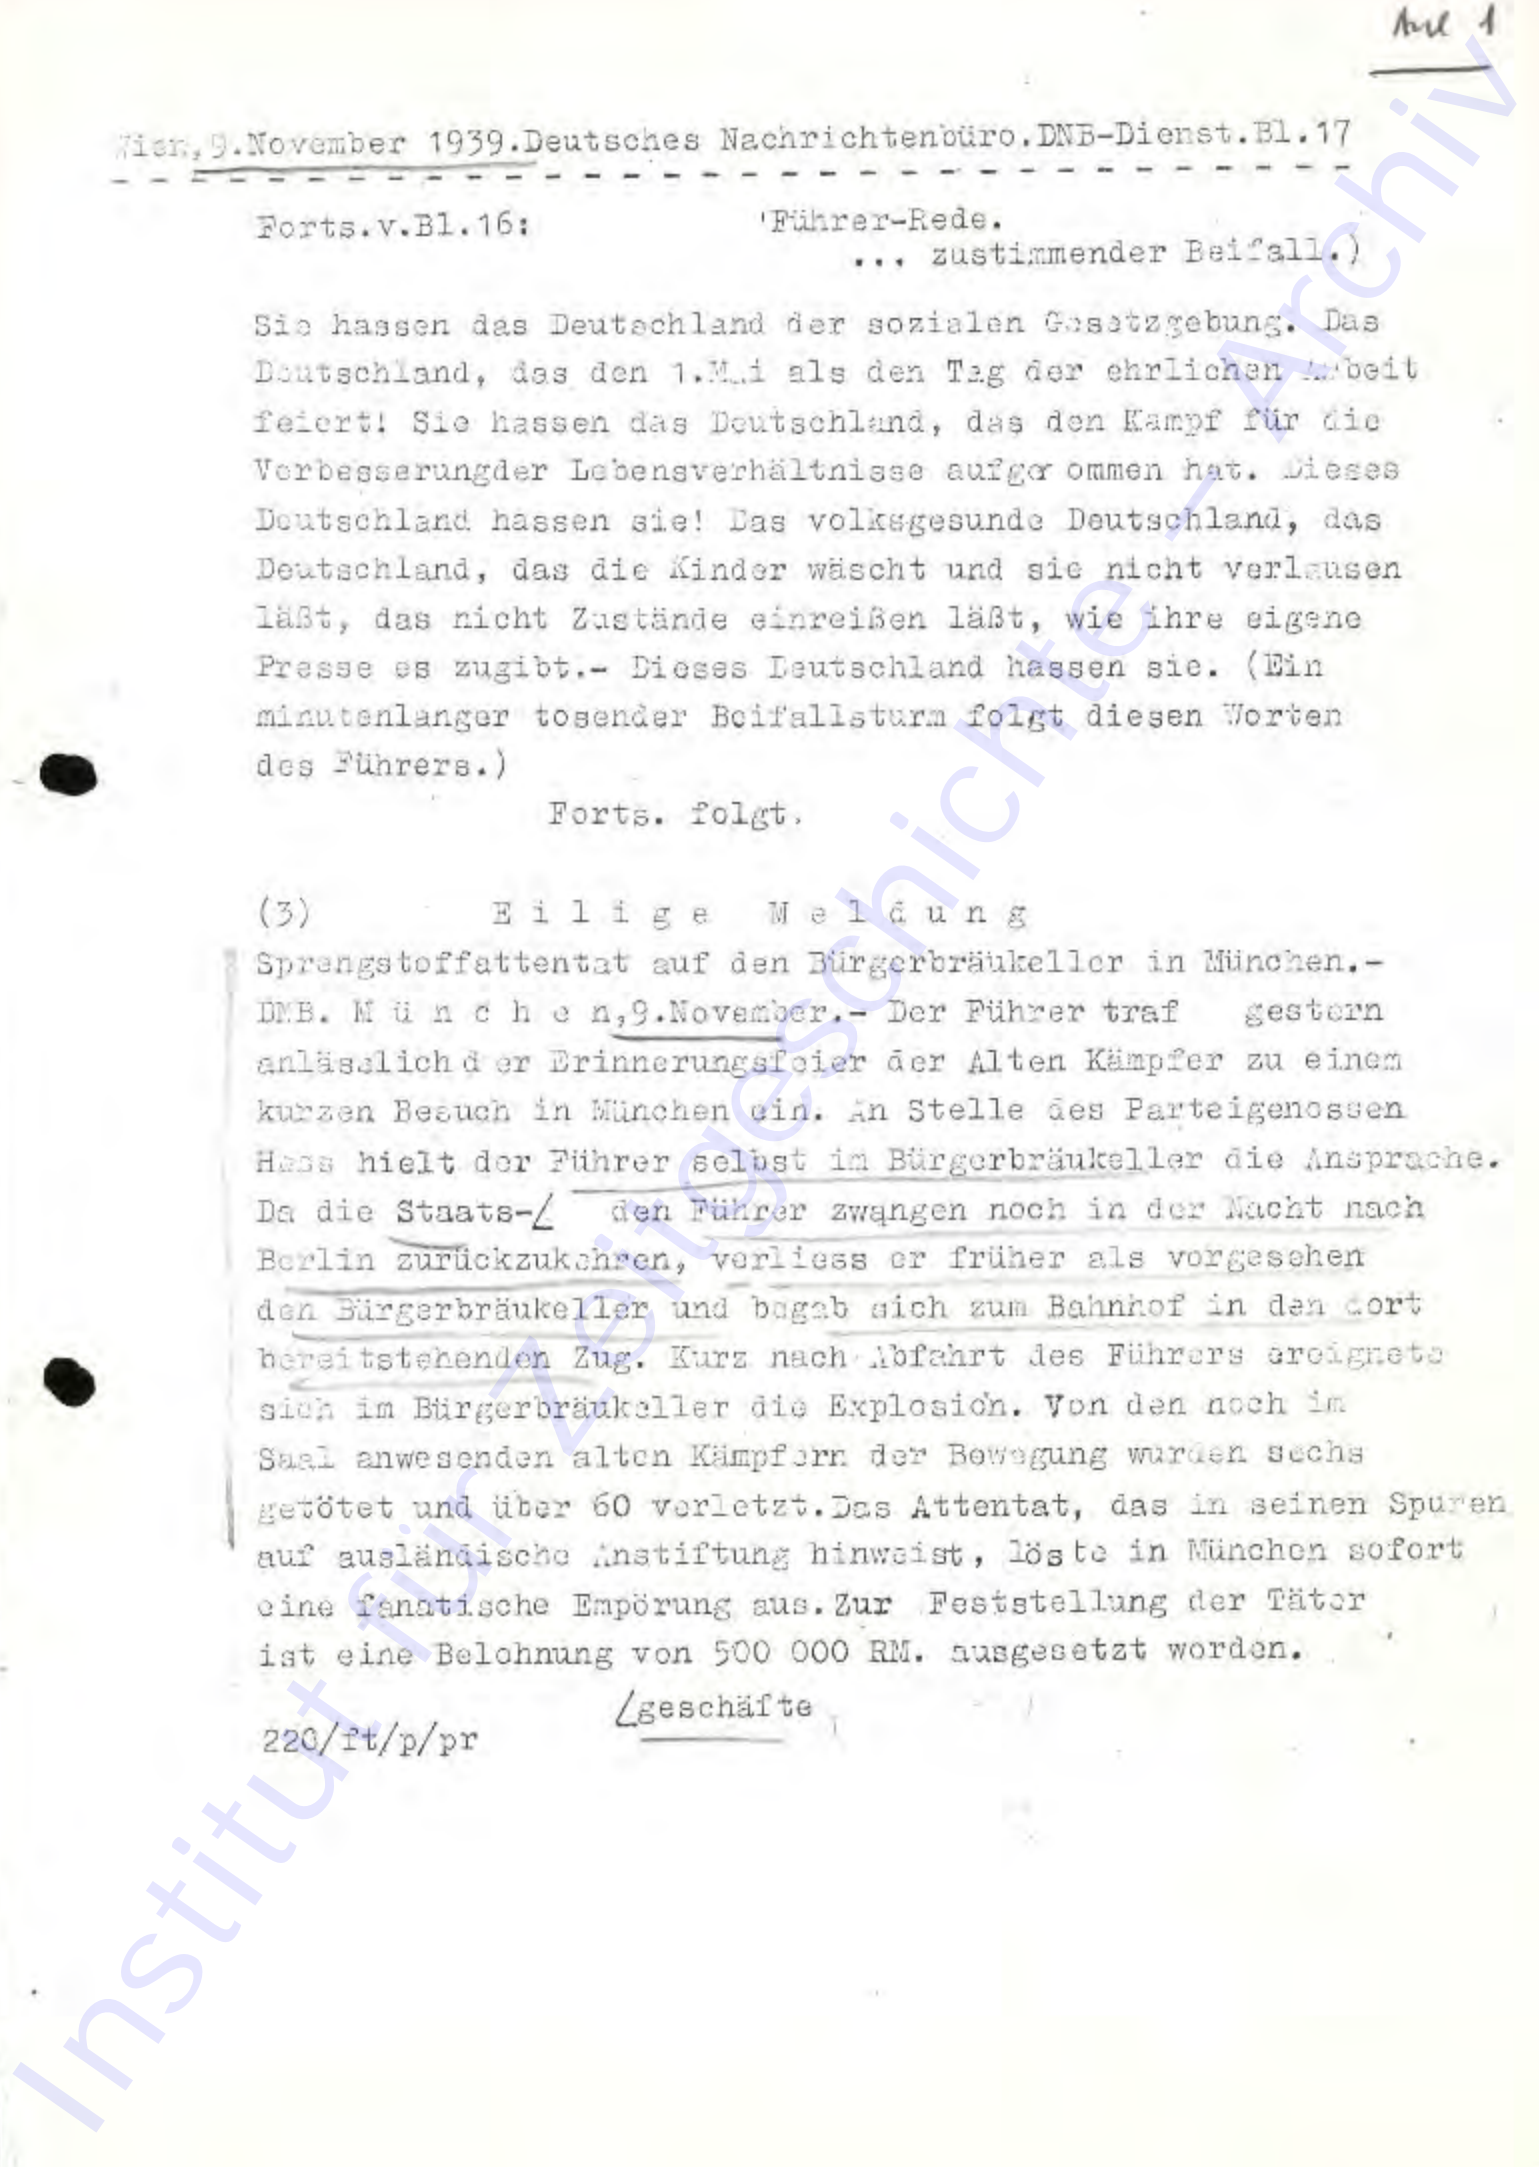 Anl 1
Wien,9.November 1939.Deutsches Nachrichtenbüro.DNB-Dienst.Bl.17
Forts.v.Bl.16: 'Führer-Rede.
... zustimmender Beifall.)
Sie hassen das Deutschland der sozialen Gesetzgebung. Das
Deutschland, das den 1.Mai als den Tag der ehrlichen Arbeit
feiert! Sie hassen das Deutschland, das den Kampf für die
Verbesserungder Lebensverhältnisse aufge ommen hat. Dieses
Deutschland hassen sie! Das volksgesunde Deutschland, das
Deutschland, das die Kinder wäscht und sie nicht verlausen
läßt, das nicht Zustände einreißen läßt, wie ihre eigene
Presse es zugibt.- Dieses Deutschland hassen sie. (Ein
minutenlanger tosender Beifallsturm folgt diesen Worten
des Führers.)
Forts. folgt.
(3) E i l i g e M e l d u n g
Sprengstoffattentat auf den Bürgerbräukeller in München.-
DNB. M ü n c h e n,9.November.- Der Führer traf gestern
anlässlich d er Erinnerungsfeier der Alten Kämpfer zu einem
kurzen Besuch in München ein. An Stelle des Parteigenossen
Hess hielt der Führer selbst im Bürgerbräukeller die Ansprache.
Da die Staats-/ den Führer zwangen noch in der Nacht nach
Berlin zurückzukehren, verliess er früher als vorgesehen
den Bürgerbräukeller und begab sich zum Bahnhof in den dort
bereitstehenden Zug. Kurz nach Abfahrt des Führers ereignete
sich im Bürgerbräukeller die Explosion. Von den noch im
Saal anwesenden alten Kämpfern der Bewegung wurden sechs
getötet und über 60 verletzt.Das Attentat, das in seinen Spuren
auf ausländische Anstiftung hinweist, löste in München sofort
eine fanatische Empörung aus.Zur Feststellung der Täter
ist eine Belohnung von 500 000 RM. ausgesetzt worden.
/geschäfte
220/ft/p/pr
Institut für Zeitgeschichte - Archiv